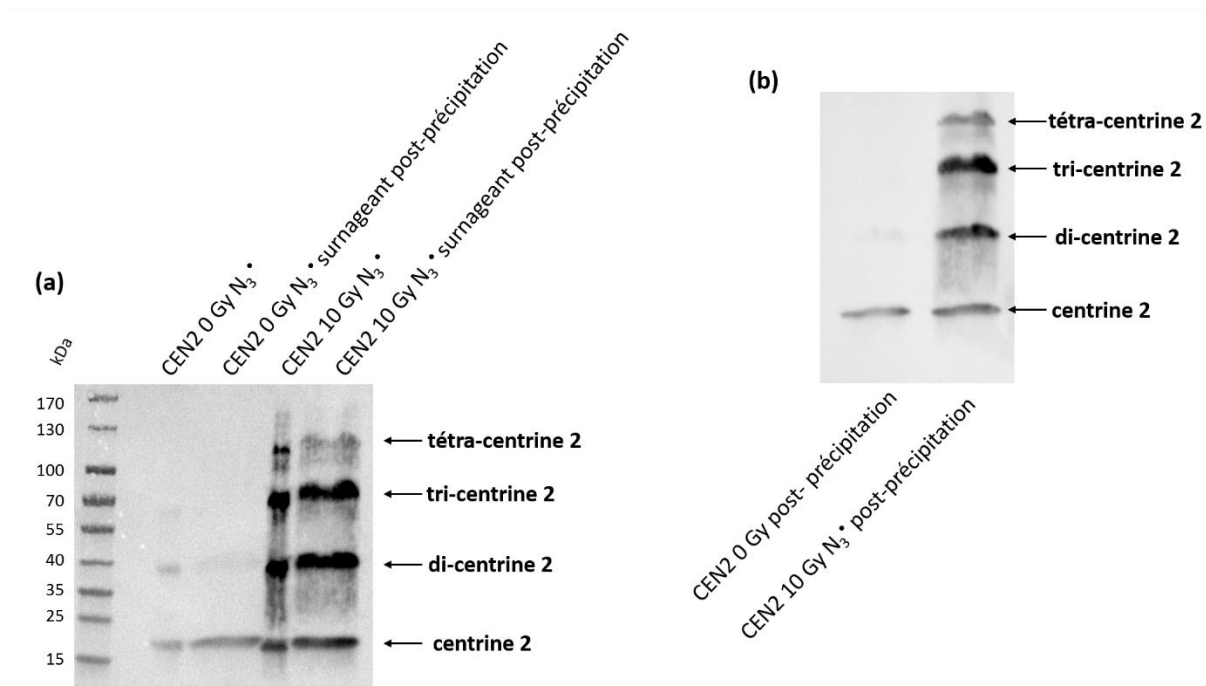 (a)
kDa
CEN2 0 Gy N3•
CEN2 0 Gy N3• surnageant post-précipitation
CEN2 10 Gy N3•
CEN2 10 Gy N3• surnageant post-précipitation
170
130
100
70
55
40
35
25
15
tétra-centrine 2
tri-centrine 2
di-centrine 2
centrine 2
(b)
tétra-centrine 2
tri-centrine 2
di-centrine 2
centrine 2
CEN2 0 Gy post- précipitation
CEN2 10 Gy N3• post-précipitation